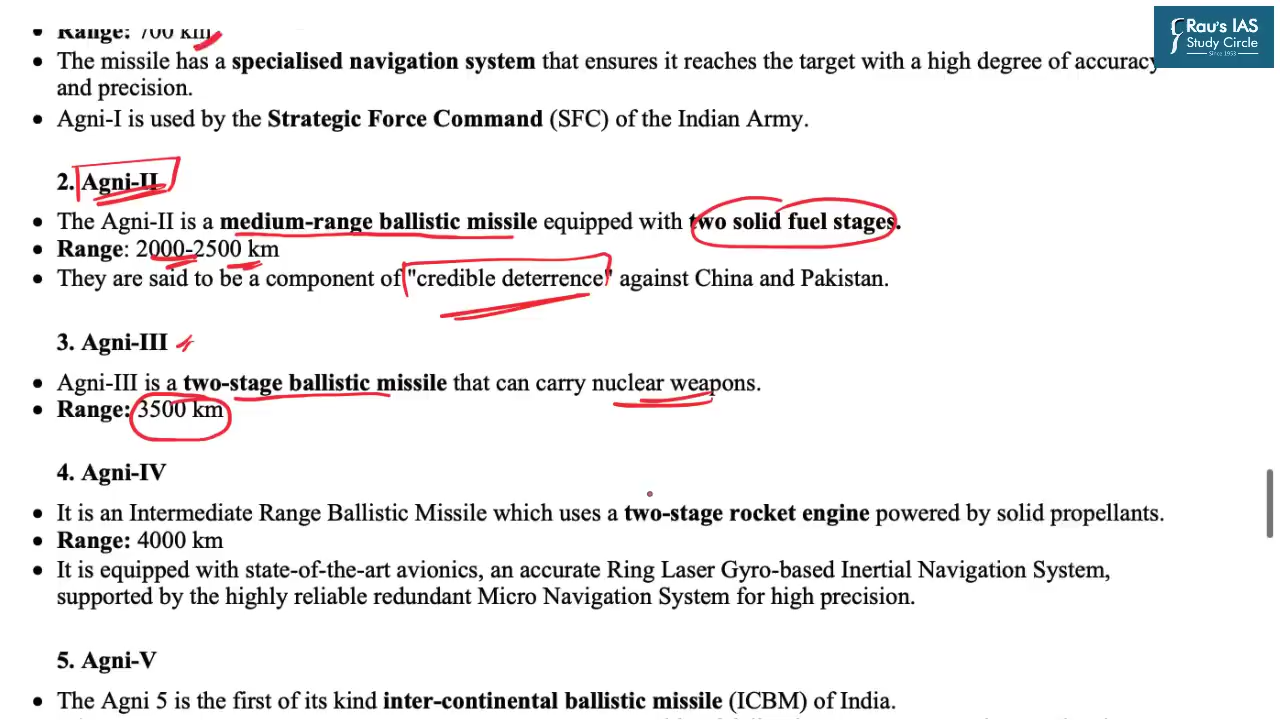 Range: 700 km
Rau's IAS
Study Circle
Since 1953
• The missile has a specialised navigation system that ensures it reaches the target with a high degree of accuracy
and precision.
• Agni-I is used by the Strategic Force Command (SFC) of the Indian Army.
2. Agni-II
• The Agni-II is a medium-range ballistic missile equipped with two solid fuel stages.
• Range: 2000-2500 km
• They are said to be a component of "credible deterrence" against China and Pakistan.
3. Agni-III
• Agni-III is a two-stage ballistic missile that can carry nuclear weapons.
• Range: 3500 km
4. Agni-IV
• It is an Intermediate Range Ballistic Missile which uses a two-stage rocket engine powered by solid propellants.
• Range: 4000 km
• It is equipped with state-of-the-art avionics, an accurate Ring Laser Gyro-based Inertial Navigation System,
supported by the highly reliable redundant Micro Navigation System for high precision.
5. Agni-V
• The Agni 5 is the first of its kind inter-continental ballistic missile (ICBM) of India.